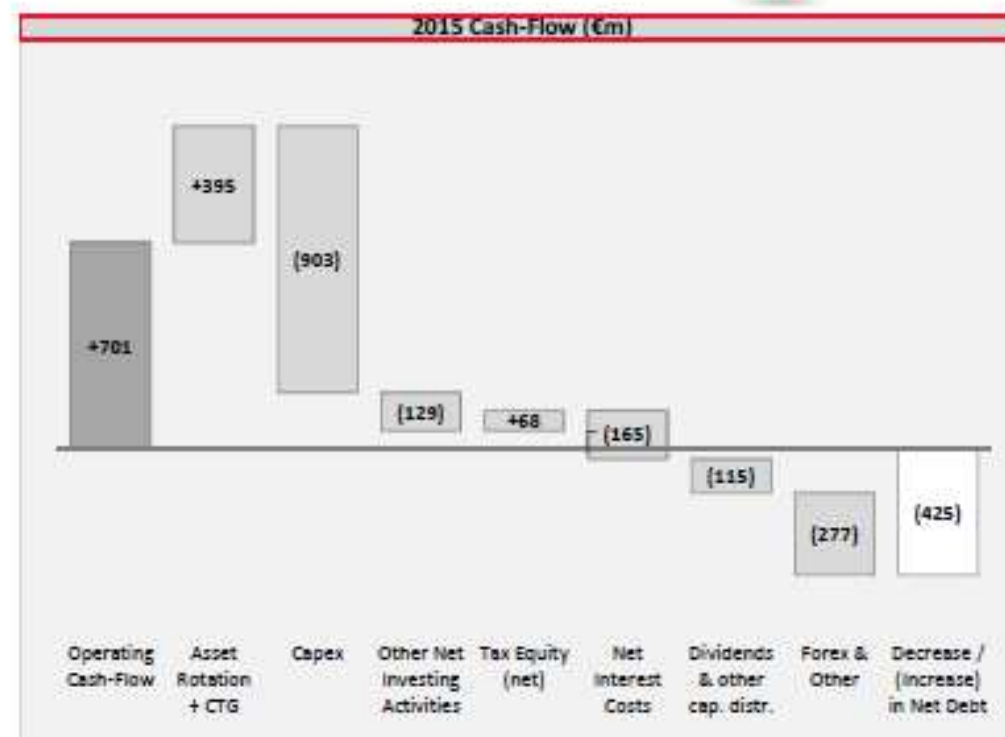 2015 Cash-Flow (€m)
+395
(903)
+701
(129)
+68
(165)
(115)
(277)
(425)
Operating
Cash-Flow
Asset
Rotation
+ CTG
Capex
Other Net
Investing
Activities
Tax Equity
(net)
Net
Interest
Costs
Dividends
& other
cap. distr.
Forex &
Other
Decrease /
(Increase)
in Net Debt